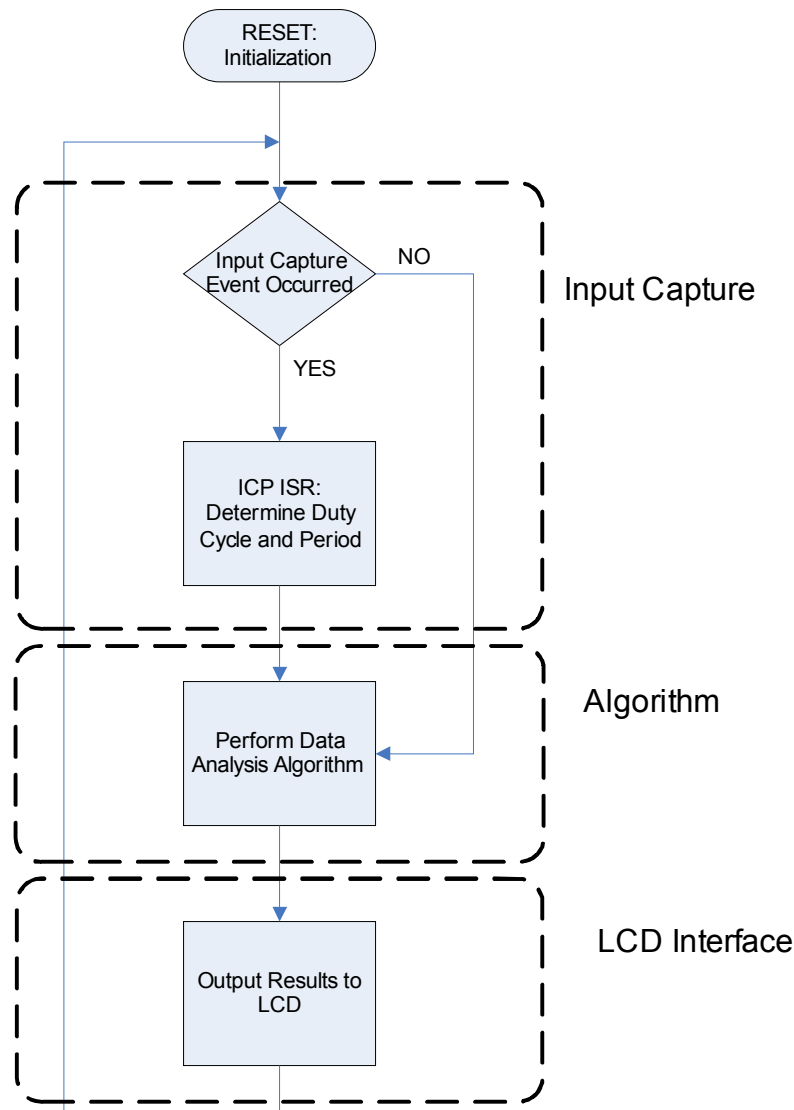 RESET:
Initialization
Input Capture
Event Occurred
NO
Input Capture
YES
ICP ISR:
Determine Duty
Cycle and Period
Algorithm
Perform Data
Analysis Algorithm
LCD Interface
Output Results to
LCD